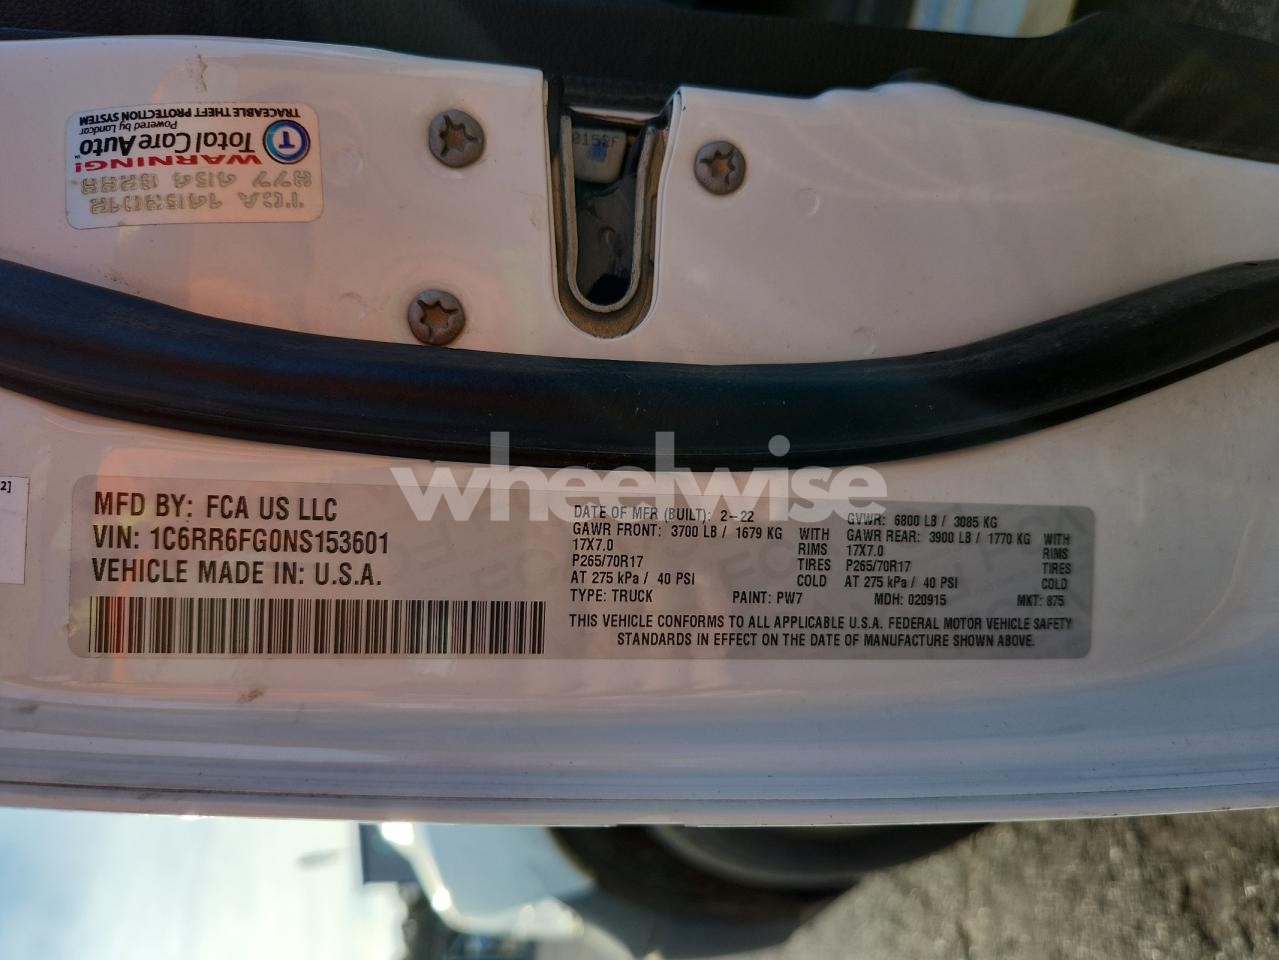 TRACEABLE THEFT PROTECTION SYSTEM
Powered by Landcar
Total Care Auto
T
WARNING!
TCA 1453012
0152F
2]
wheelwise
MFD BY: FCA US LLC
VIN: 1C6RR6FG0NS153601
VEHICLE MADE IN: U.S.A.
DATE OF MFR (BUILT): 2-22
GVWR: 6800 LB / 3085 KG
GAWR FRONT: 3700 LB / 1679 KG WITH
17X7.0 RIMS
P265/70R17 TIRES
AT 275 kPa / 40 PSI COLD
GAWR REAR: 3900 LB / 1770 KG WITH
17X7.0 RIMS
P265/70R17 TIRES
AT 275 kPa / 40 PSI COLD
TYPE: TRUCK PAINT: PW7 MDH: 020915 MKT: 875
THIS VEHICLE CONFORMS TO ALL APPLICABLE U.S.A. FEDERAL MOTOR VEHICLE SAFETY
STANDARDS IN EFFECT ON THE DATE OF MANUFACTURE SHOWN ABOVE.